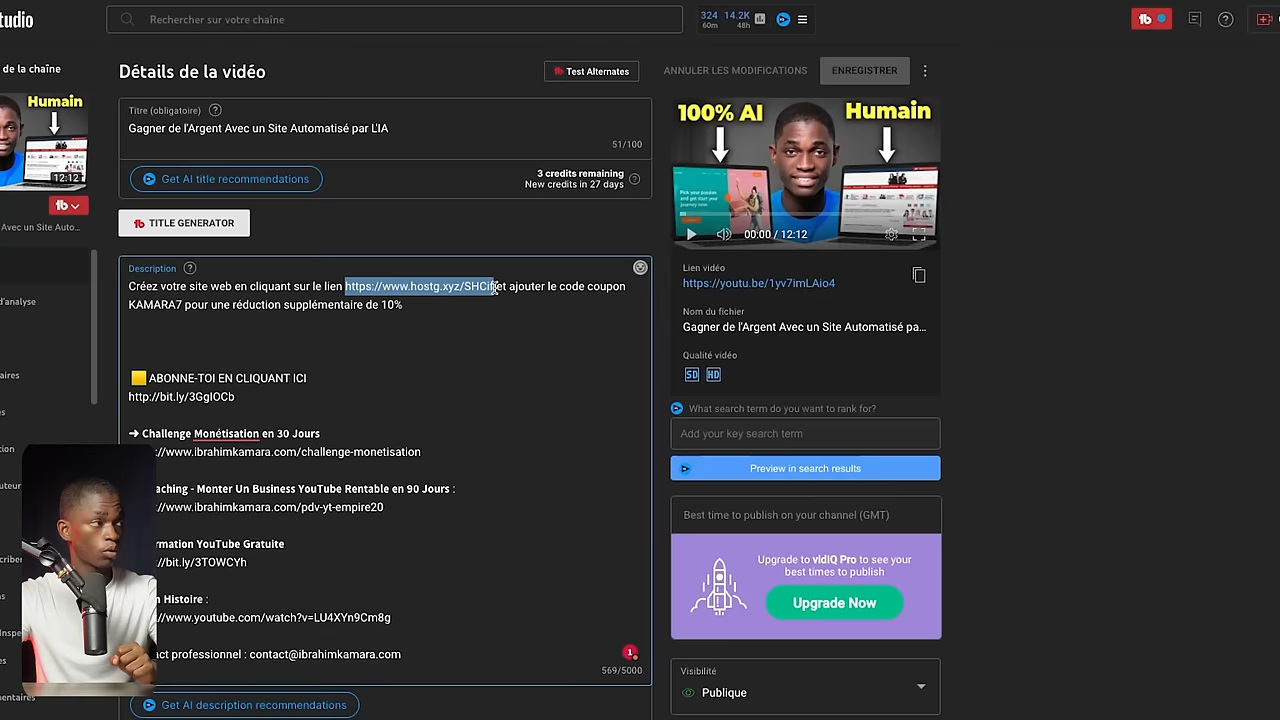 tudio
Rechercher sur votre chaîne
324
60m
14.2K
48h
de la chaîne
Détails de la vidéo
Test Alternates
ANNULER LES MODIFICATIONS
ENREGISTRER
Humain
12:12
Avec un Site Auto...
Titre (obligatoire)
Gagner de l'Argent Avec un Site Automatisé par L'IA
51/100
Get AI title recommendations
3 credits remaining
New credits in 27 days
TITLE GENERATOR
100% AI
Humain
00:00 / 12:12
Description
Créez votre site web en cliquant sur le lien https://www.hostg.xyz/SHCif et ajouter le code coupon
KAMARA7 pour une réduction supplémentaire de 10%
ABONNE-TOI EN CLIQUANT ICI
http://bit.ly/3GgIOCb
➜ Challenge Monétisation en 30 Jours
www.ibrahimkamara.com/challenge-monetisation
aching - Monter Un Business YouTube Rentable en 90 Jours :
www.ibrahimkamara.com/pdv-yt-empire20
rmation YouTube Gratuite
/bit.ly/3TOWCYh
n Histoire :
www.youtube.com/watch?v=LU4XYn9Cm8g
act professionnel : contact@ibrahimkamara.com
1
569/5000
Get AI description recommendations
d'analyse
aires
Lien vidéo
https://youtu.be/1yv7imLAio4
Nom du fichier
Gagner de l'Argent Avec un Site Automatisé pa...
Qualité vidéo
SD
HD
What search term do you want to rank for?
Add your key search term
Preview in search results
Best time to publish on your channel (GMT)
Upgrade to vidIQ Pro to see your
best times to publish
Upgrade Now
Visibilité
Publique